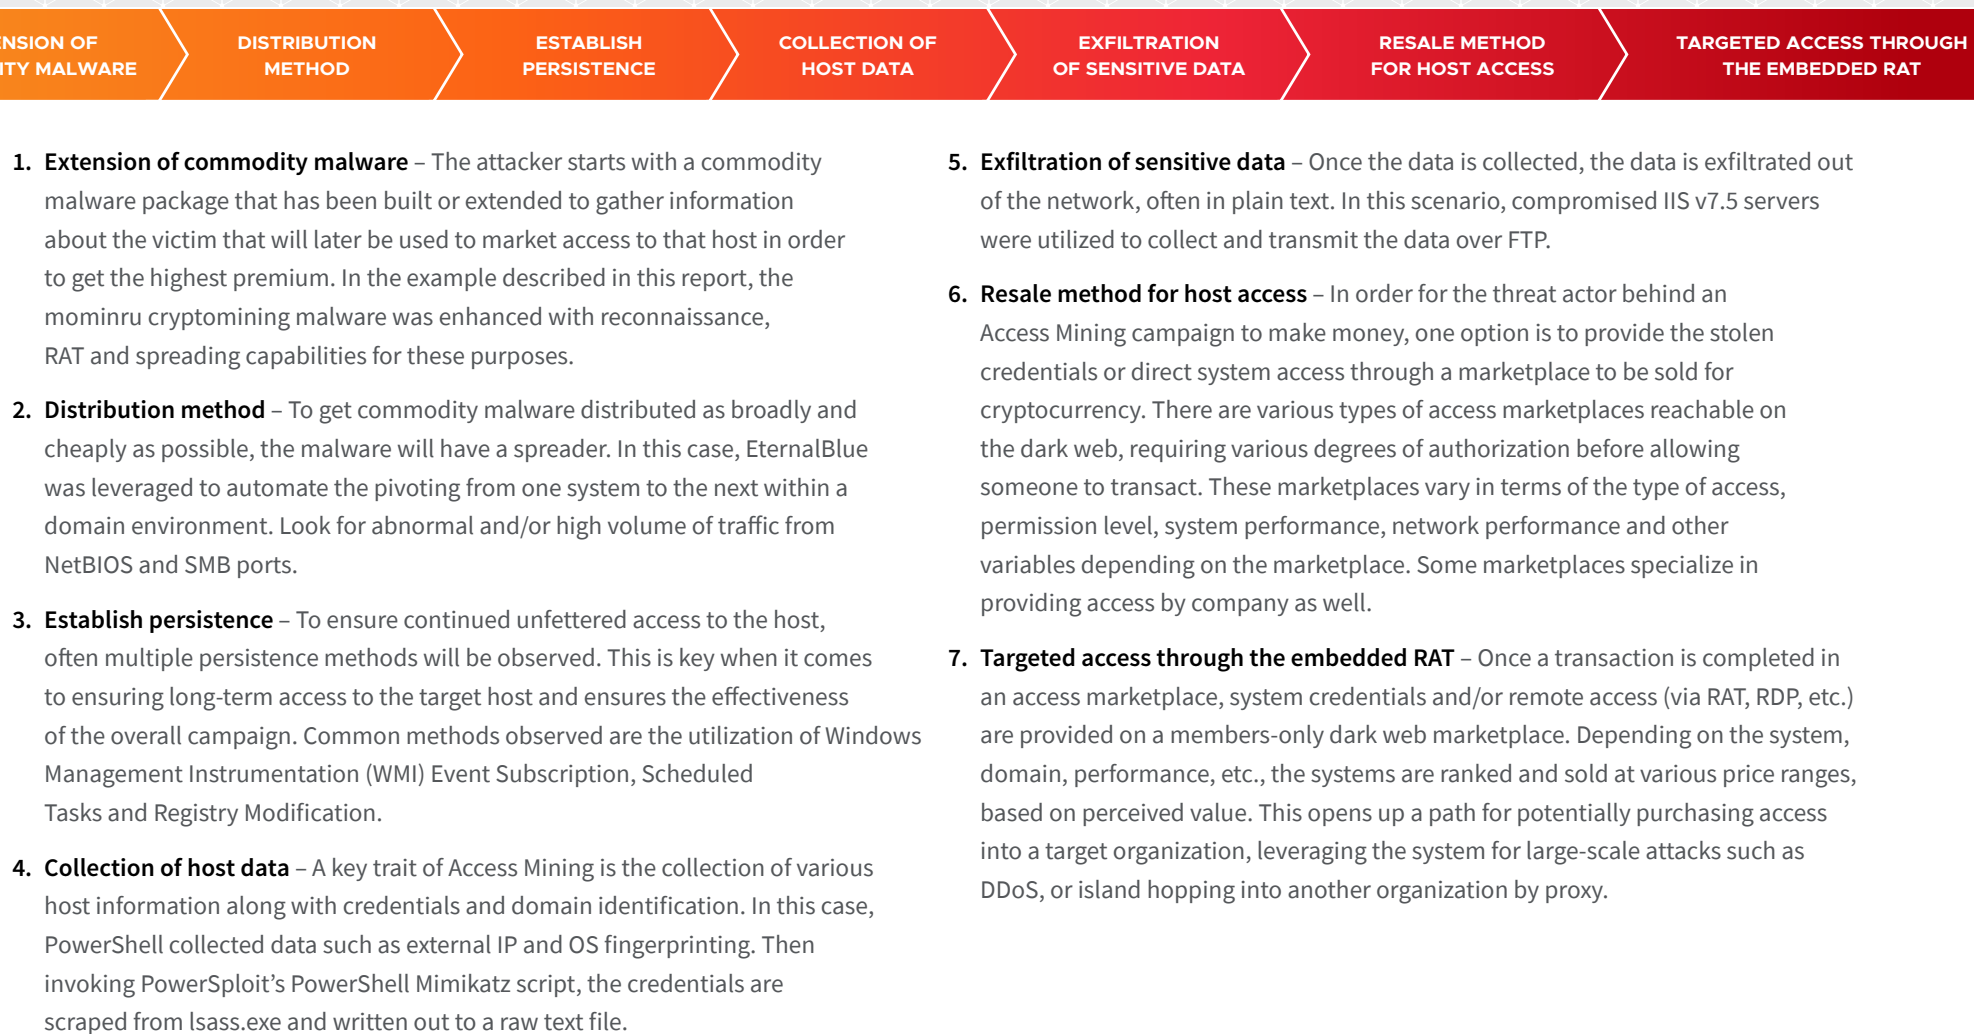 ENSION OF
ITY MALWARE
DISTRIBUTION
METHOD
ESTABLISH
PERSISTENCE
COLLECTION OF
HOST DATA
EXFILTRATION
OF SENSITIVE DATA
RESALE METHOD
FOR HOST ACCESS
TARGETED ACCESS THROUGH
THE EMBEDDED RAT
1. Extension of commodity malware – The attacker starts with a commodity
malware package that has been built or extended to gather information
about the victim that will later be used to market access to that host in order
to get the highest premium. In the example described in this report, the
mominru cryptomining malware was enhanced with reconnaissance,
RAT and spreading capabilities for these purposes.
2. Distribution method – To get commodity malware distributed as broadly and
cheaply as possible, the malware will have a spreader. In this case, EternalBlue
was leveraged to automate the pivoting from one system to the next within a
domain environment. Look for abnormal and/or high volume of traffic from
NetBIOS and SMB ports.
3. Establish persistence – To ensure continued unfettered access to the host,
often multiple persistence methods will be observed. This is key when it comes
to ensuring long-term access to the target host and ensures the effectiveness
of the overall campaign. Common methods observed are the utilization of Windows
Management Instrumentation (WMI) Event Subscription, Scheduled
Tasks and Registry Modification.
4. Collection of host data – A key trait of Access Mining is the collection of various
host information along with credentials and domain identification. In this case,
PowerShell collected data such as external IP and OS fingerprinting. Then
invoking PowerSploit’s PowerShell Mimikatz script, the credentials are
scraped from lsass.exe and written out to a raw text file.
5. Exfiltration of sensitive data – Once the data is collected, the data is exfiltrated out
of the network, often in plain text. In this scenario, compromised IIS v7.5 servers
were utilized to collect and transmit the data over FTP.
6. Resale method for host access – In order for the threat actor behind an
Access Mining campaign to make money, one option is to provide the stolen
credentials or direct system access through a marketplace to be sold for
cryptocurrency. There are various types of access marketplaces reachable on
the dark web, requiring various degrees of authorization before allowing
someone to transact. These marketplaces vary in terms of the type of access,
permission level, system performance, network performance and other
variables depending on the marketplace. Some marketplaces specialize in
providing access by company as well.
7. Targeted access through the embedded RAT – Once a transaction is completed in
an access marketplace, system credentials and/or remote access (via RAT, RDP, etc.)
are provided on a members-only dark web marketplace. Depending on the system,
domain, performance, etc., the systems are ranked and sold at various price ranges,
based on perceived value. This opens up a path for potentially purchasing access
into a target organization, leveraging the system for large-scale attacks such as
DDoS, or island hopping into another organization by proxy.